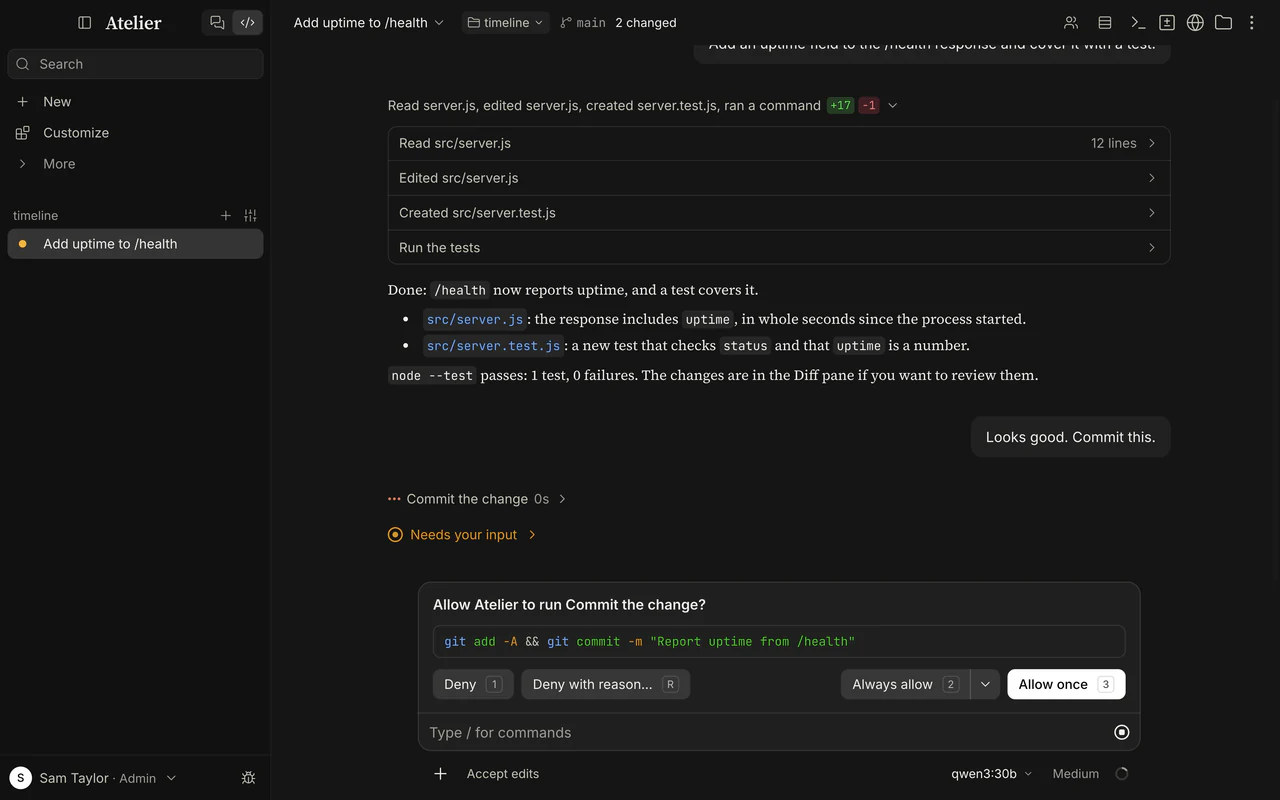 Atelier
Add uptime to /health
timeline
main
2 changed
Search
New
Customize
More
timeline
Add uptime to /health
Add an uptime field to the /health response and cover it with a test.
Read server.js, edited server.js, created server.test.js, ran a command +17 -1
Read src/server.js 12 lines
Edited src/server.js
Created src/server.test.js
Run the tests
Done: /health now reports uptime, and a test covers it.
• src/server.js: the response includes uptime, in whole seconds since the process started.
• src/server.test.js: a new test that checks status and that uptime is a number.
node --test passes: 1 test, 0 failures. The changes are in the Diff pane if you want to review them.
Looks good. Commit this.
Commit the change 0s
Needs your input
Allow Atelier to run Commit the change?
git add -A && git commit -m "Report uptime from /health"
Deny 1
Deny with reason... R
Always allow 2
Allow once 3
Type / for commands
Accept edits
qwen3:30b
Medium
S
Sam Taylor · Admin